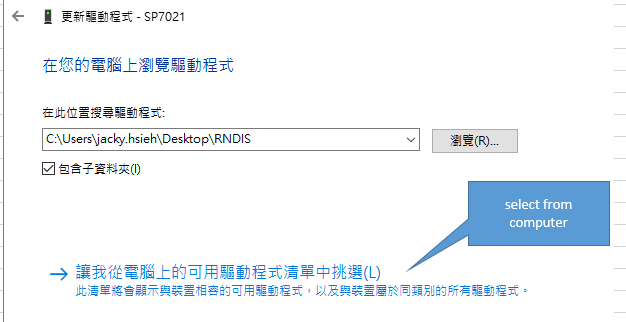 更新驅動程式 - SP7021
在您的電腦上瀏覽驅動程式
在此位置搜尋驅動程式:
C:\Users\jacky.hsieh\Desktop\RNDIS
瀏覽(R)...
包含子資料夾(I)
select from
computer
讓我從電腦上的可用驅動程式清單中挑選(L)
此清單將會顯示與裝置相容的可用驅動程式，以及與裝置屬於同類別的所有驅動程式。